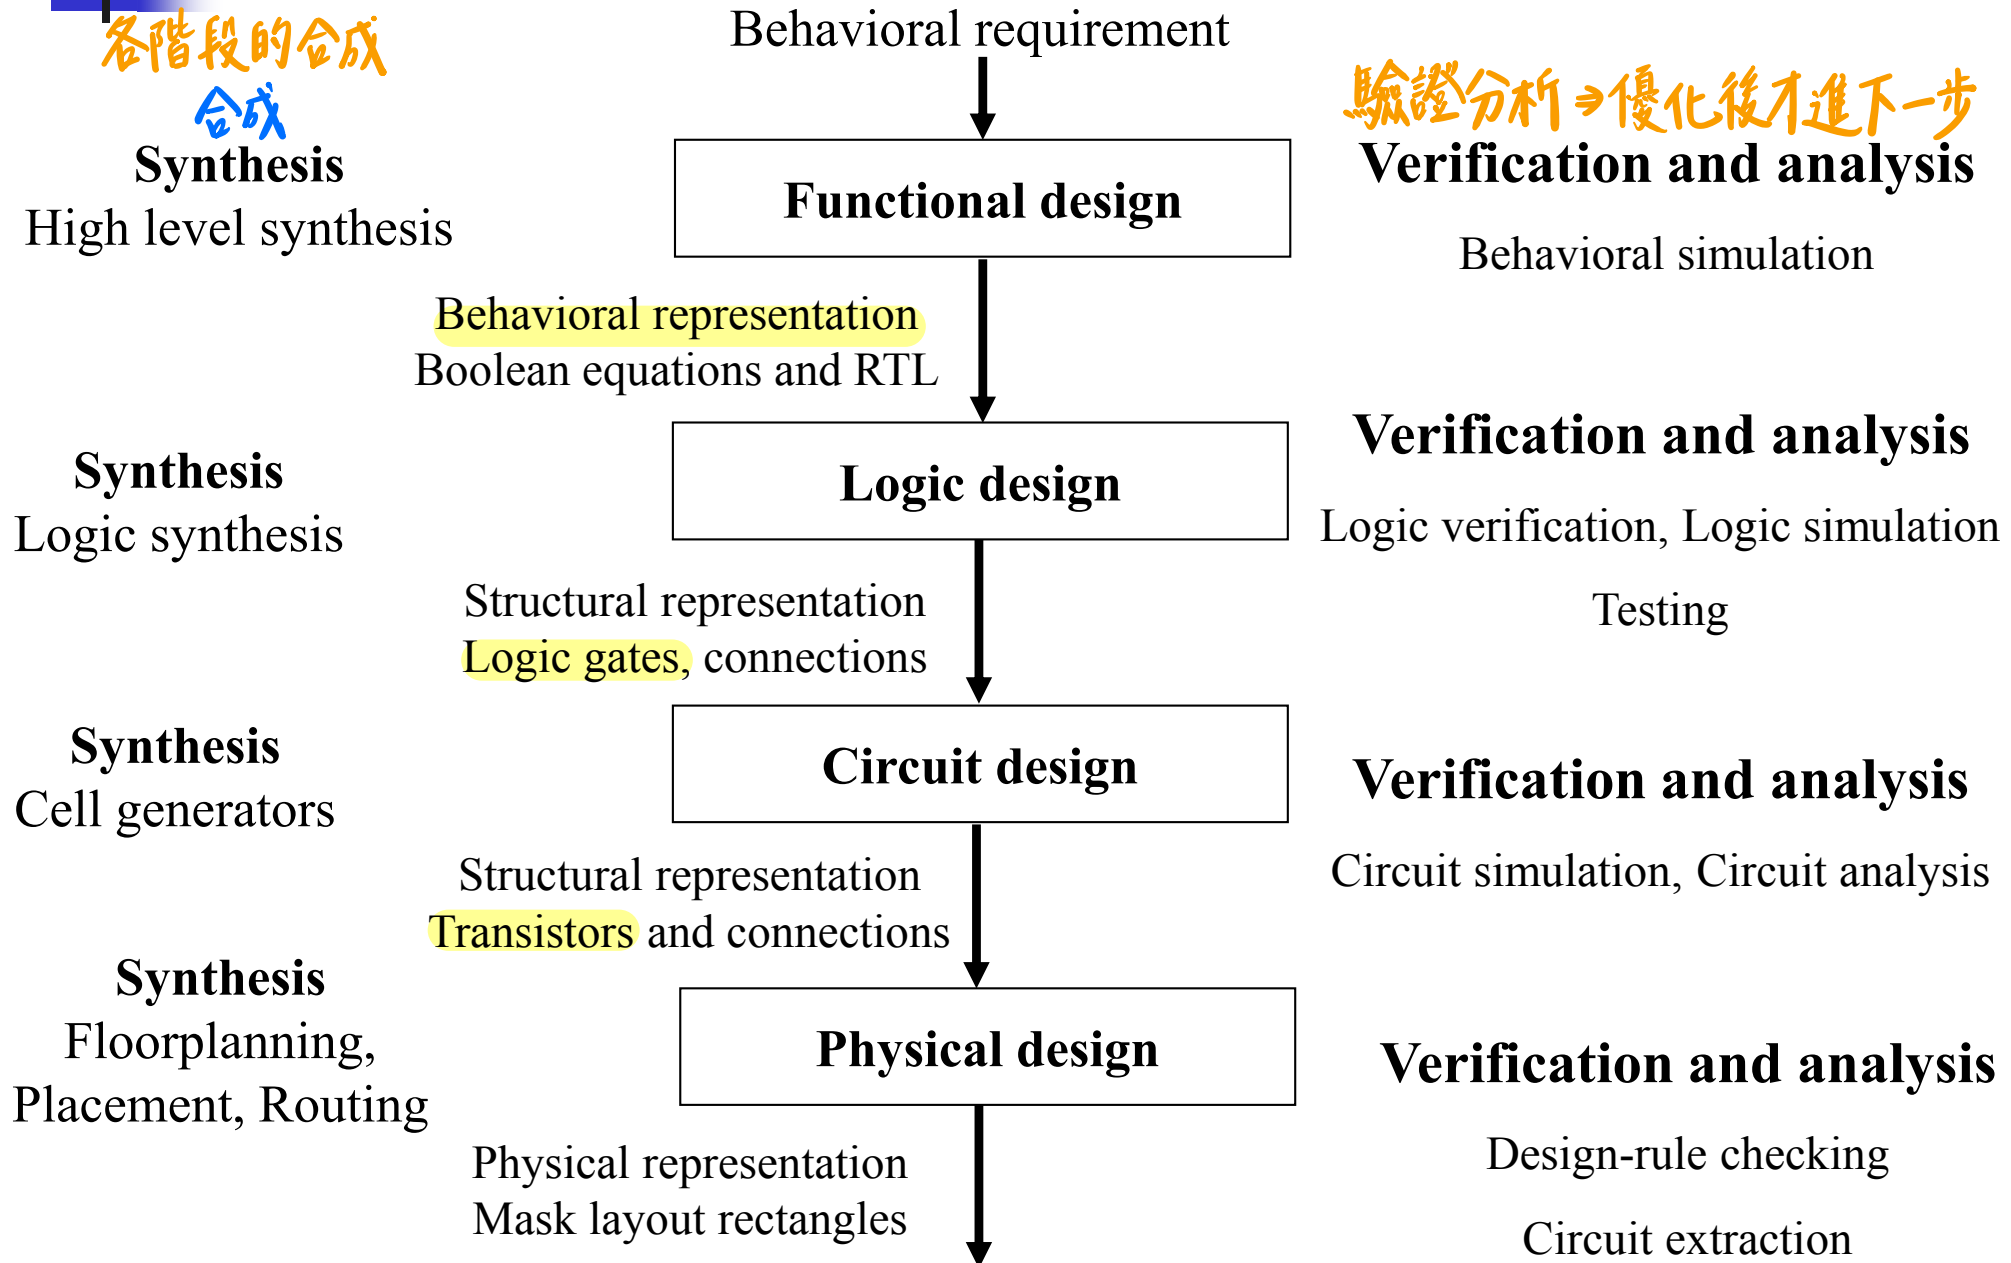 各階段的合成
合成
Synthesis
High level synthesis
Behavioral requirement
Functional design
驗證分析⇒優化後才進下一步
Verification and analysis
Behavioral simulation
Behavioral representation
Boolean equations and RTL
Synthesis
Logic synthesis
Logic design
Verification and analysis
Logic verification, Logic simulation
Testing
Structural representation
Logic gates, connections
Synthesis
Cell generators
Circuit design
Verification and analysis
Circuit simulation, Circuit analysis
Structural representation
Transistors and connections
Synthesis
Floorplanning,
Placement, Routing
Physical design
Verification and analysis
Design-rule checking
Circuit extraction
Physical representation
Mask layout rectangles